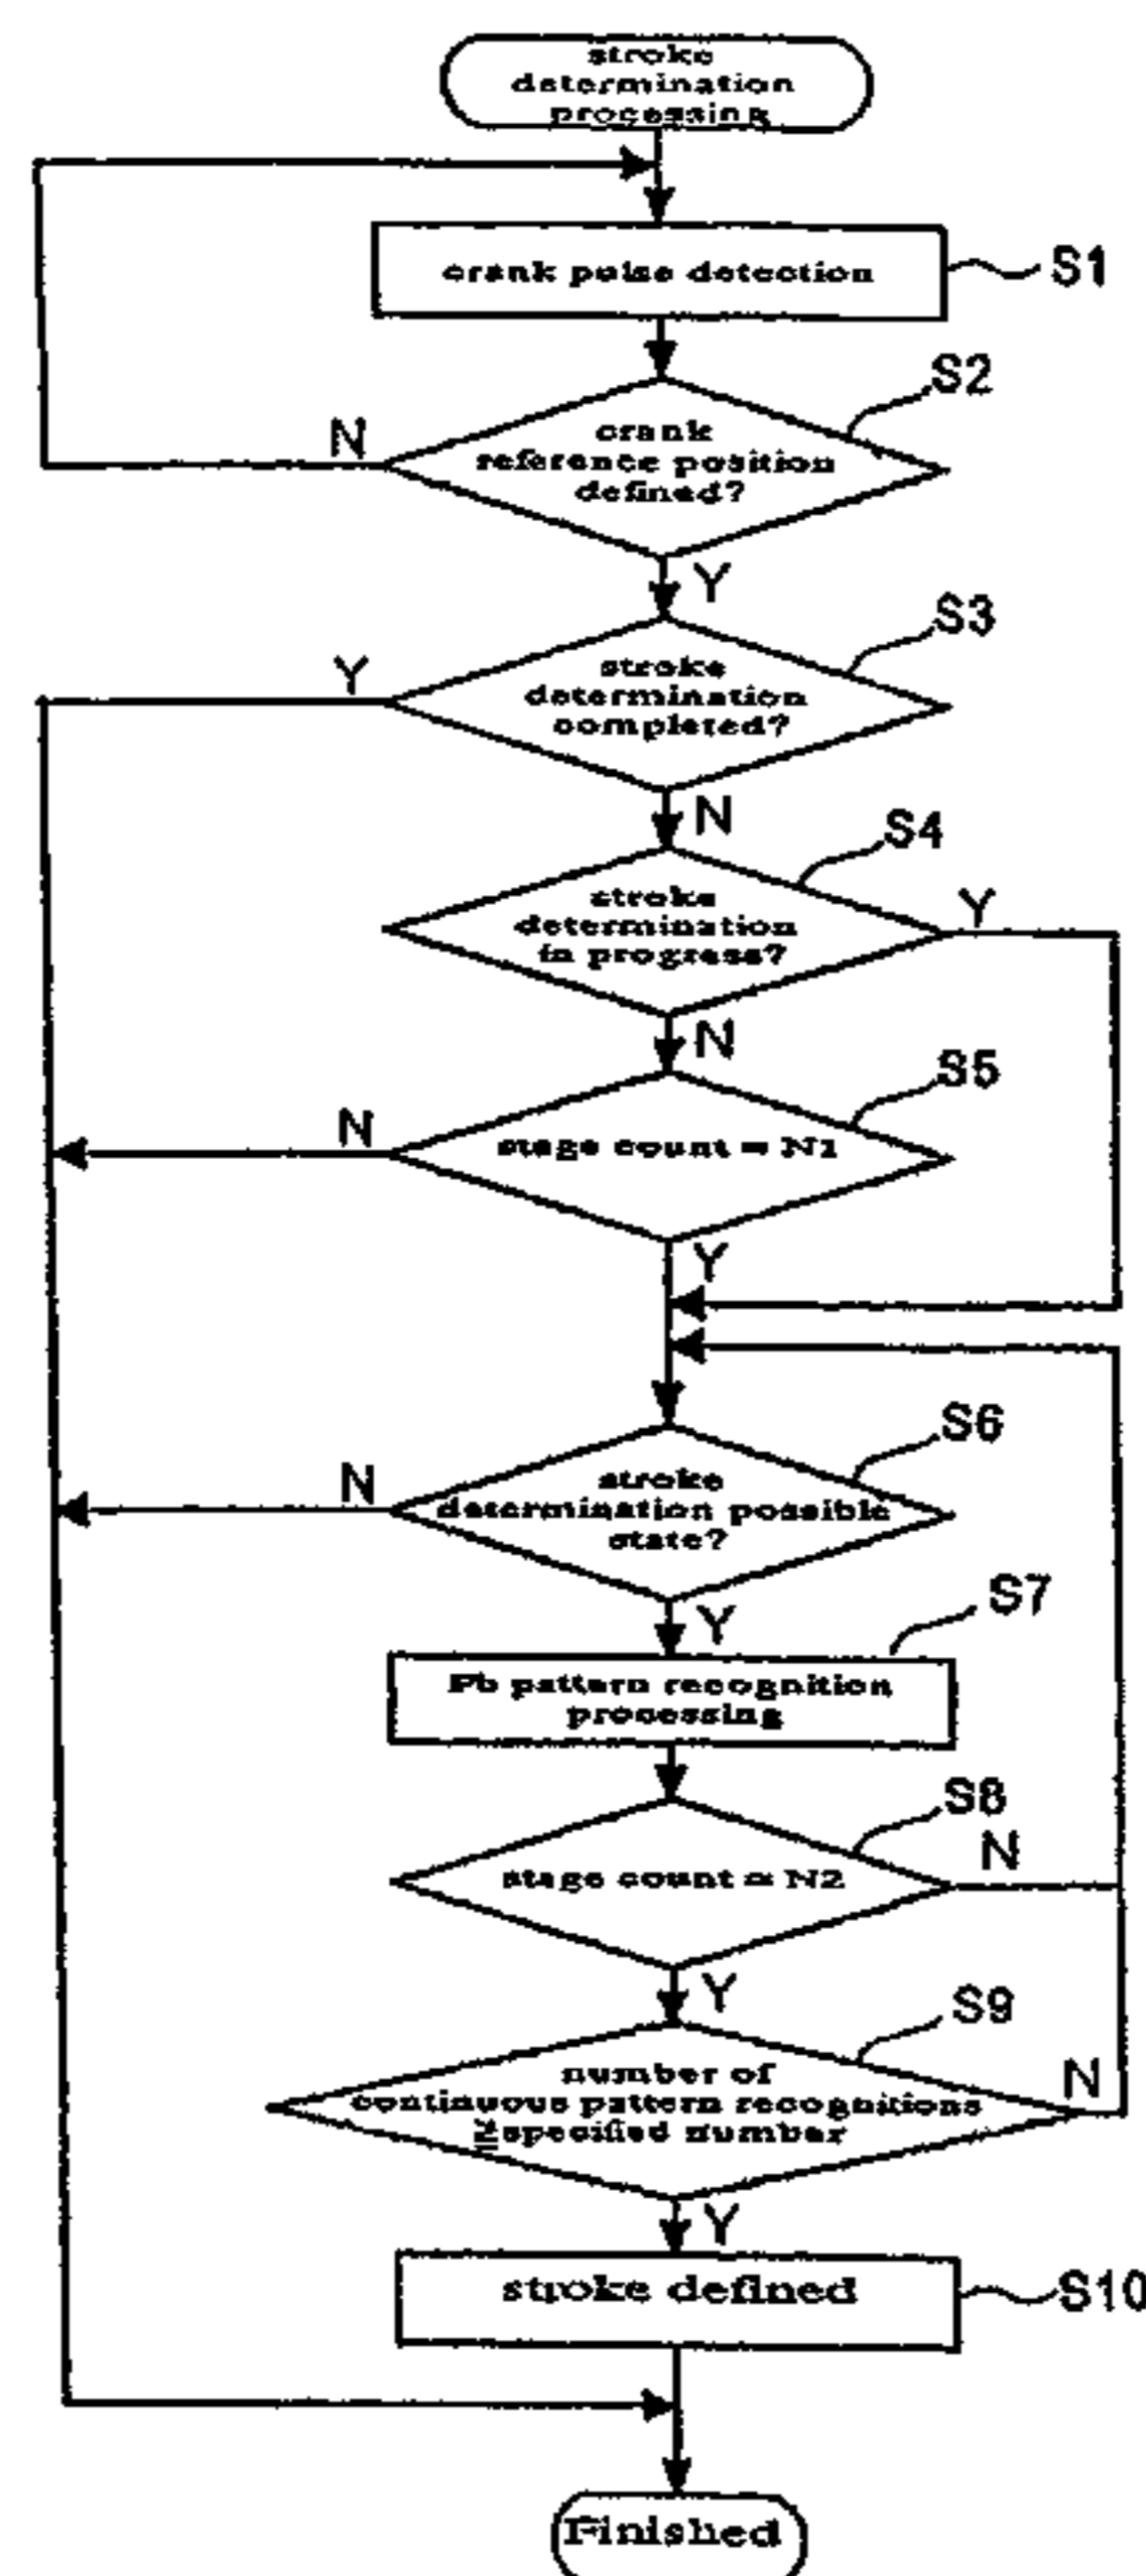 stroke
determination
processing
crank pulse detection
S1
S2
crank
reference position
defined?
N
Y
S3
stroke
determination
completed?
Y
N
S4
stroke
determination
in progress?
Y
N
S5
stage count = N1
N
Y
S6
stroke
determination possible
state?
N
Y
S7
Pb pattern recognition
processing
S8
stage count = N2
N
Y
S9
number of
continuous pattern recognitions
≧specified number
N
Y
stroke defined
S10
Finished